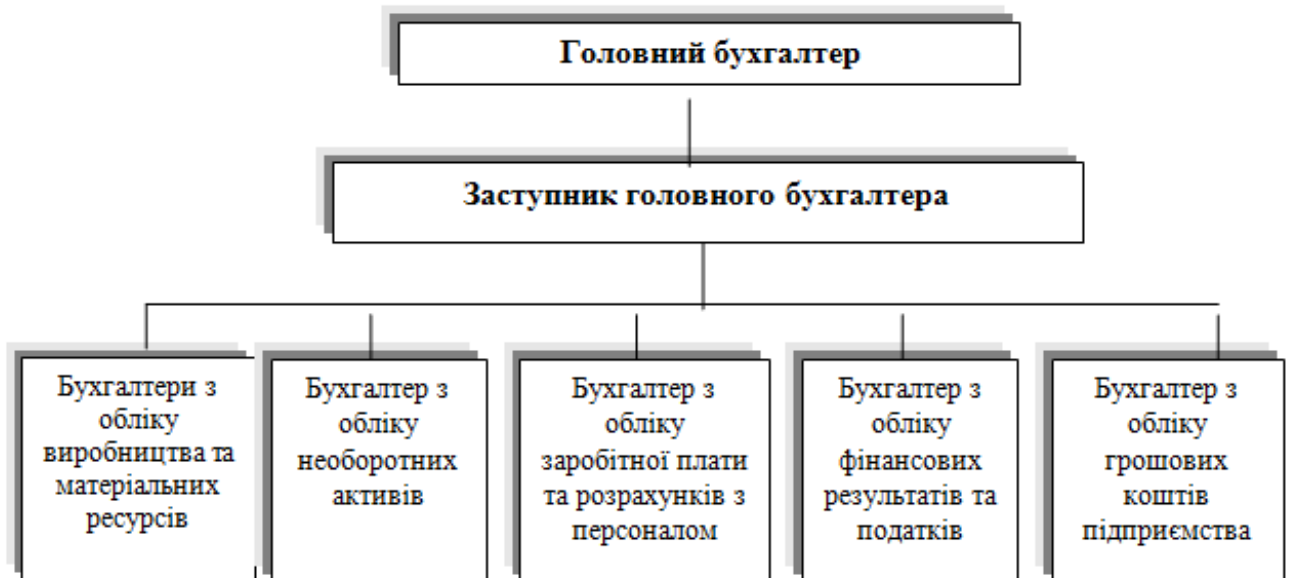 Головний бухгалтер
Заступник головного бухгалтера
Бухгалтери з
обліку
виробництва та
матеріальних
ресурсів
Бухгалтер з
обліку
необоротних
активів
Бухгалтер з
обліку
заробітної плати
та розрахунків з
персоналом
Бухгалтер з
обліку
фінансових
результатів та
податків
Бухгалтер з
обліку
грошових
коштів
підприємства